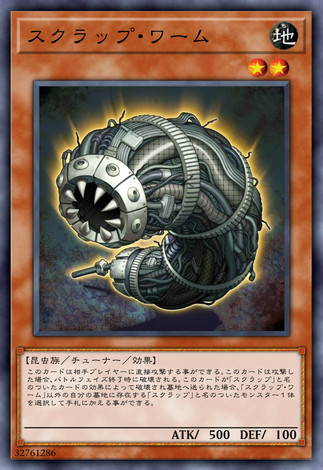 スクラップ・ワーム
地
【昆虫族／チューナー／効果】
このカードは相手プレイヤーに直接攻撃する事ができる。このカードは攻撃
した場合、バトルフェイズ終了時に破壊される。このカードが「スクラップ」と名
のついたカードの効果によって破壊され墓地へ送られた場合、「スクラップ・ワ
ーム」以外の自分の墓地に存在する「スクラップ」と名のついたモンスター１体
を選択して手札に加える事ができる。
ATK/ 500 DEF/ 100
32761286